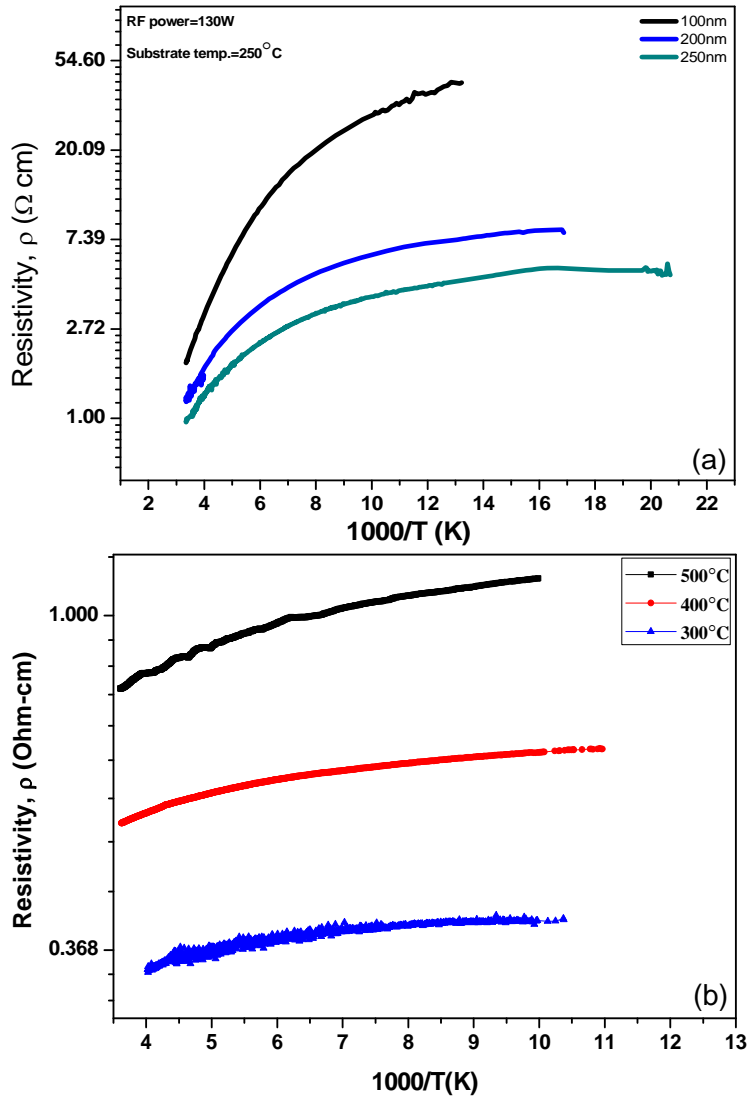 RF power=130W
Substrate temp.=250°C
100nm
200nm
250nm
54.60
20.09
7.39
2.72
1.00
Resistivity, ρ (Ω cm)
(a)
2 4 6 8 10 12 14 16 18 20 22
1000/T (K)
500°C
400°C
300°C
1.000
0.368
Resistivity, ρ (Ohm-cm)
(b)
4 5 6 7 8 9 10 11 12 13
1000/T(K)